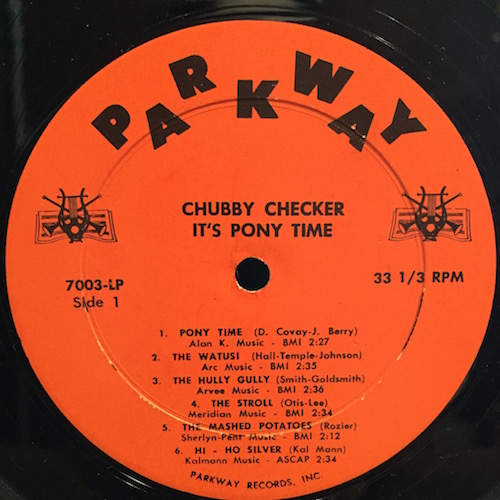 PARKWAY
CHUBBY CHECKER
IT'S PONY TIME
7003-LP
Side 1
33 1/3 RPM
1. PONY TIME (D. Covay-J. Berry)
Alan K. Music - BMI 2:27
2. THE WATUSI (Hall-Temple-Johnson)
Arc Music - BMI 2:35
3. THE HULLY GULLY (Smith-Goldsmith)
Arvee Music - BMI 2:36
4. THE STROLL (Otis-Lee)
Meridian Music - BMI 2:34
5. THE MASHED POTATOES (Rozier)
Sherlyn-Pent Music - BMI 2:12
6. HI - HO SILVER (Kal Mann)
Kalmann Music - ASCAP 2:34
PARKWAY RECORDS, INC.